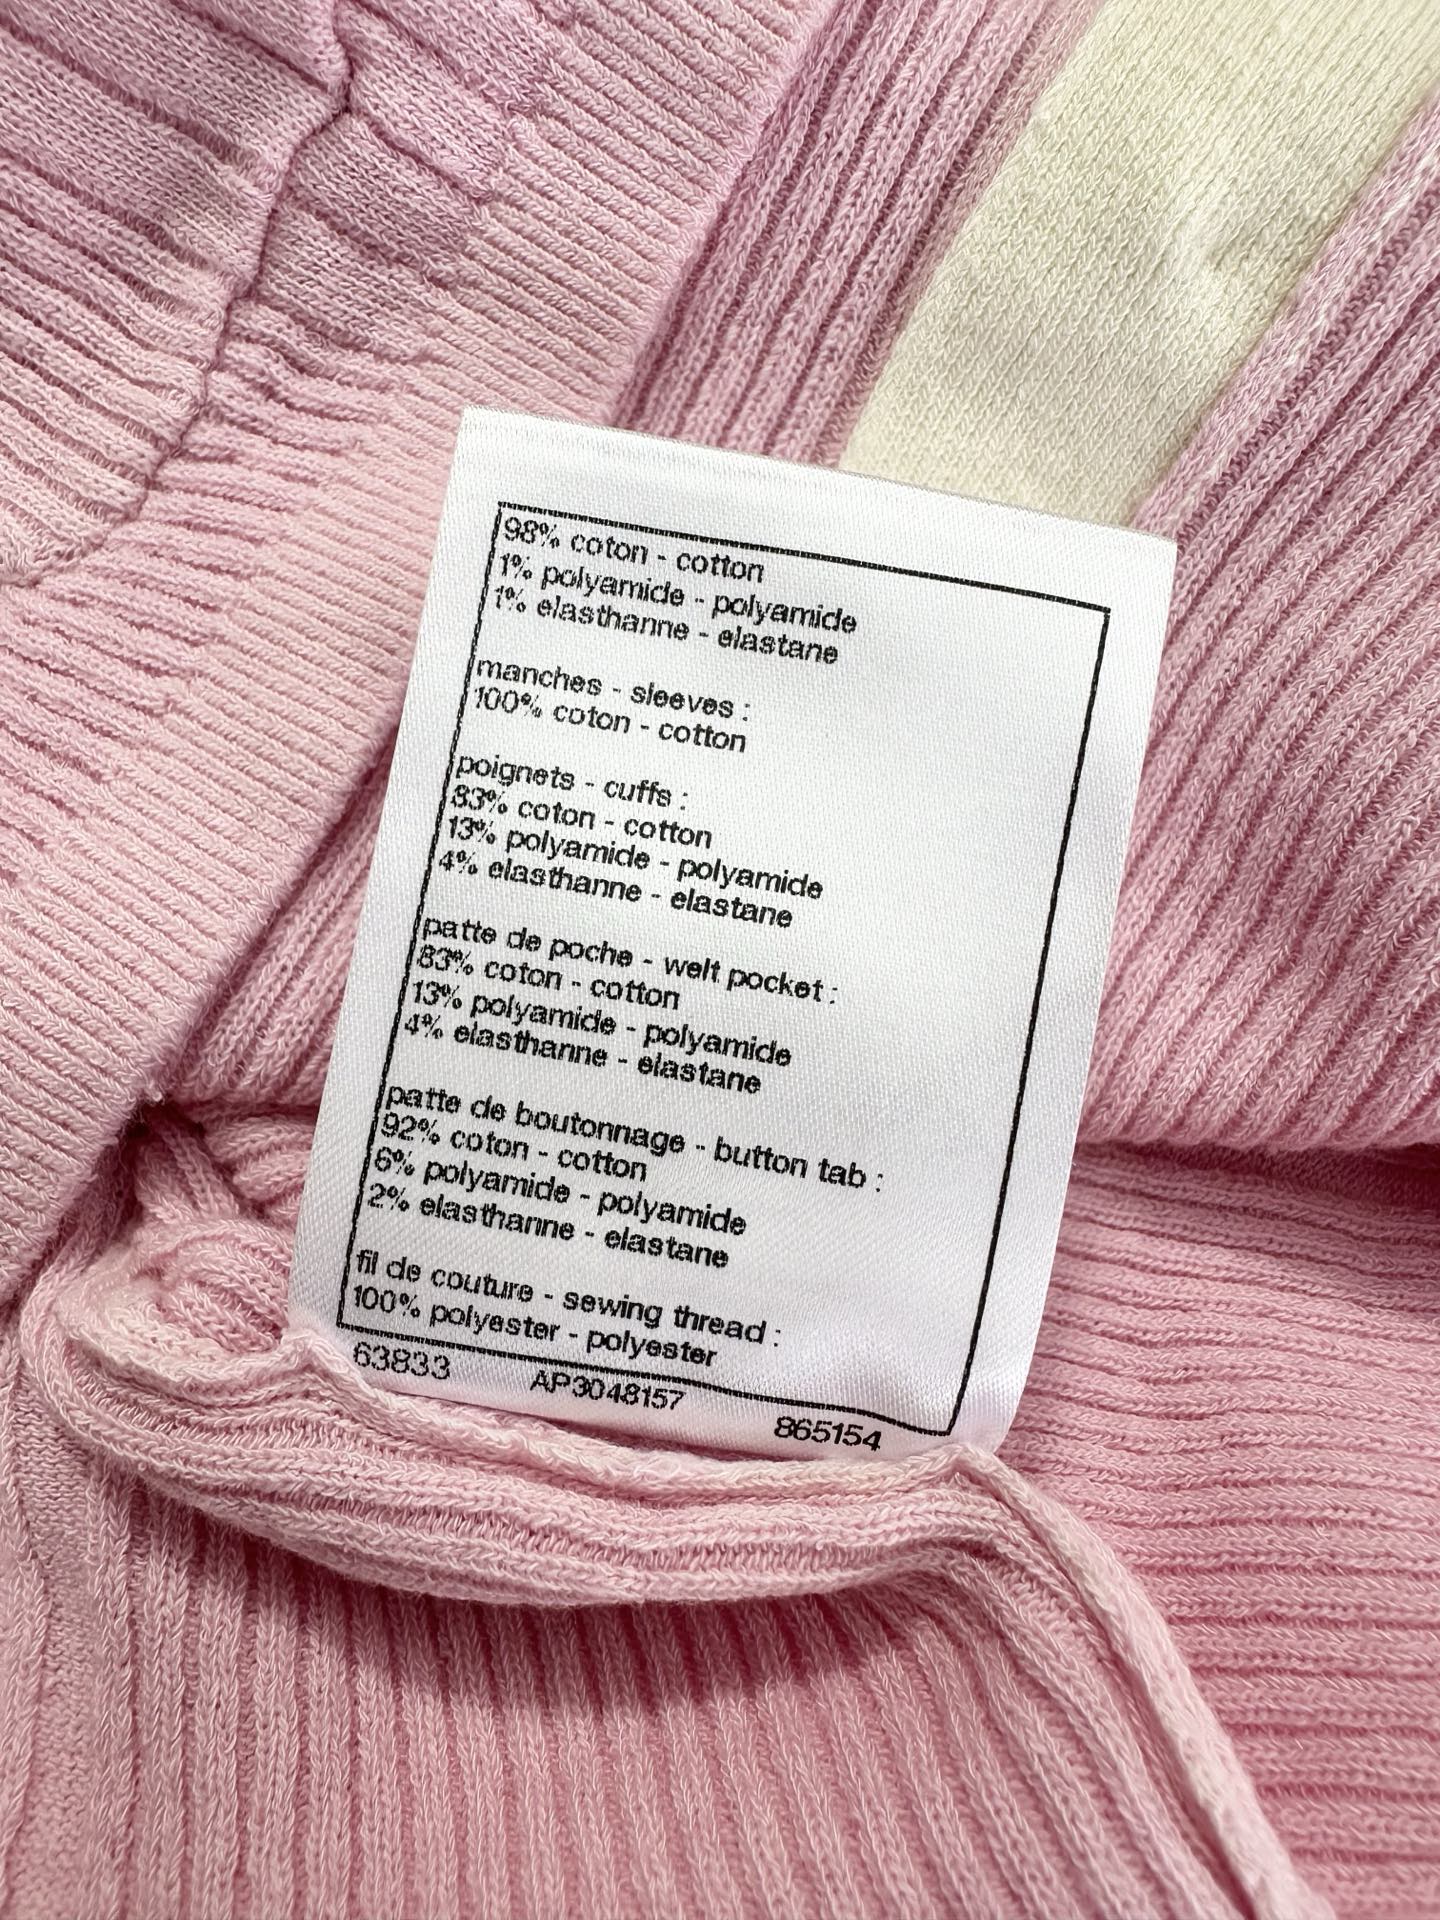 98% coton - cotton
1% polyamide - polyamide
1% elasthanne - elastane
manches - sleeves :
100% coton - cotton
poignets - cuffs :
83% coton - cotton
13% polyamide - polyamide
4% elasthanne - elastane
patte de poche - welt pocket :
83% coton - cotton
13% polyamide - polyamide
4% elasthanne - elastane
patte de boutonnage - button tab :
92% coton - cotton
6% polyamide - polyamide
2% elasthanne - elastane
fil de couture - sewing thread :
100% polyester - polyester
63833 AP3048157 865154